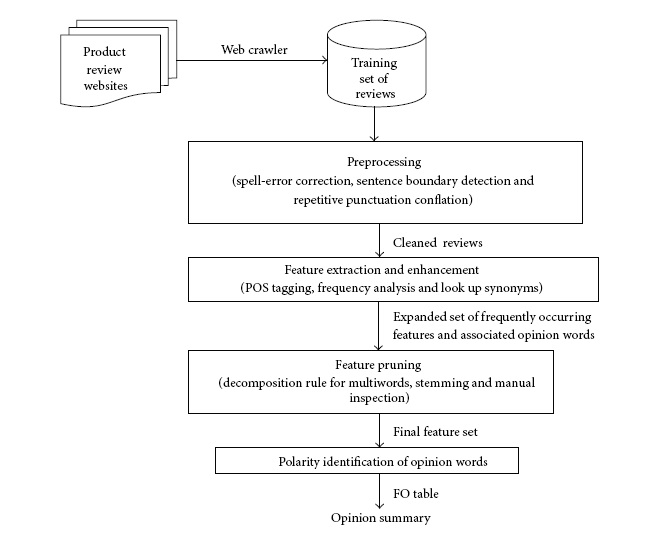 Product
review
websites
Web crawler
Training
set of
reviews
Preprocessing
(spell-error correction, sentence boundary detection and
repetitive punctuation conflation)
Cleaned reviews
Feature extraction and enhancement
(POS tagging, frequency analysis and look up synonyms)
Expanded set of frequently occurring
features and associated opinion words
Feature pruning
(decomposition rule for multiwords, stemming and manual
inspection)
Final feature set
Polarity identification of opinion words
FO table
Opinion summary